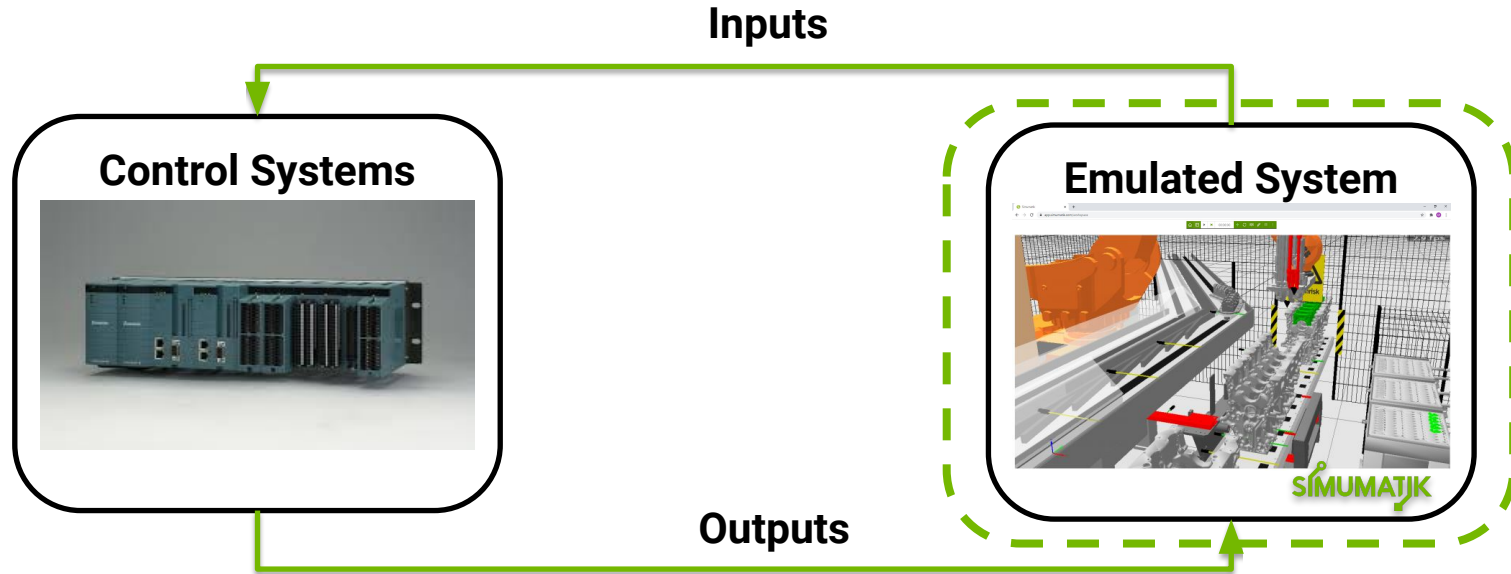 Inputs
Control Systems
Emulated System
SIMUMATIK
Outputs